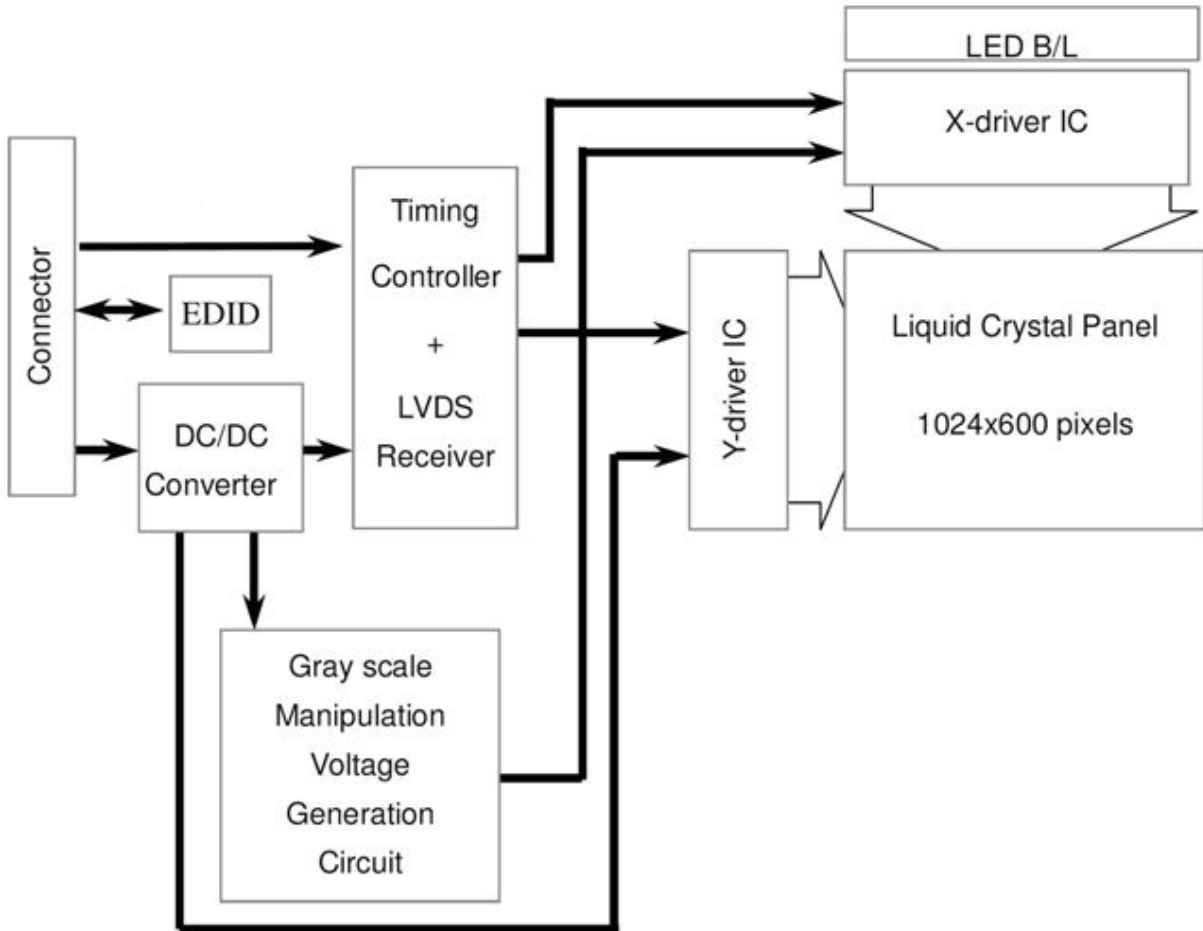 LED B/L
X-driver IC
Connector
Timing
Controller
+
LVDS
Receiver
EDID
DC/DC
Converter
Y-driver IC
Liquid Crystal Panel
1024x600 pixels
Gray scale
Manipulation
Voltage
Generation
Circuit